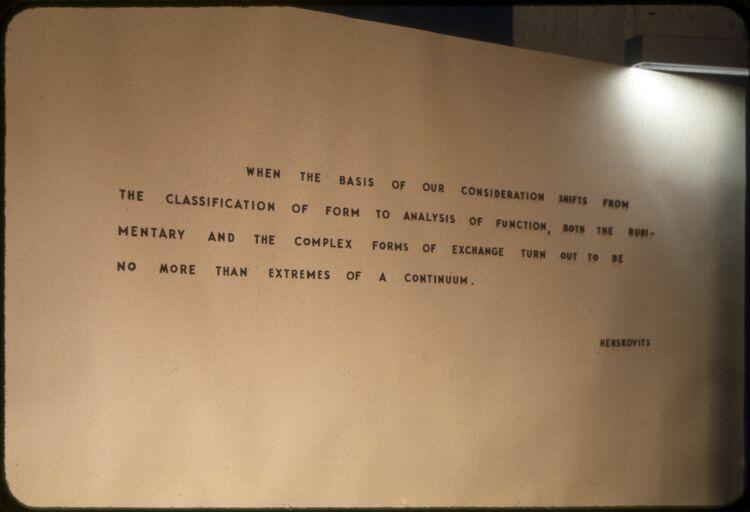 WHEN THE BASIS OF OUR CONSIDERATION SHIFTS FROM
THE CLASSIFICATION OF FORM TO ANALYSIS OF FUNCTION, BOTH THE RUDI-
MENTARY AND THE COMPLEX FORMS OF EXCHANGE TURN OUT TO BE
NO MORE THAN EXTREMES OF A CONTINUUM.
HERSKOVITS